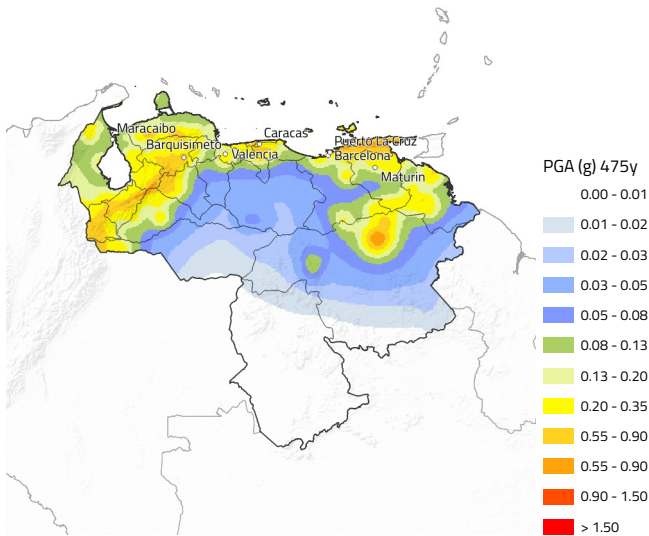 Maracaibo
Caracas
Barquisimeto
Valencia
Puerto La Cruz
Barcelona
Maturin
PGA (g) 475y
0.00 - 0.01
0.01 - 0.02
0.02 - 0.03
0.03 - 0.05
0.05 - 0.08
0.08 - 0.13
0.13 - 0.20
0.20 - 0.35
0.55 - 0.90
0.55 - 0.90
0.90 - 1.50
> 1.50